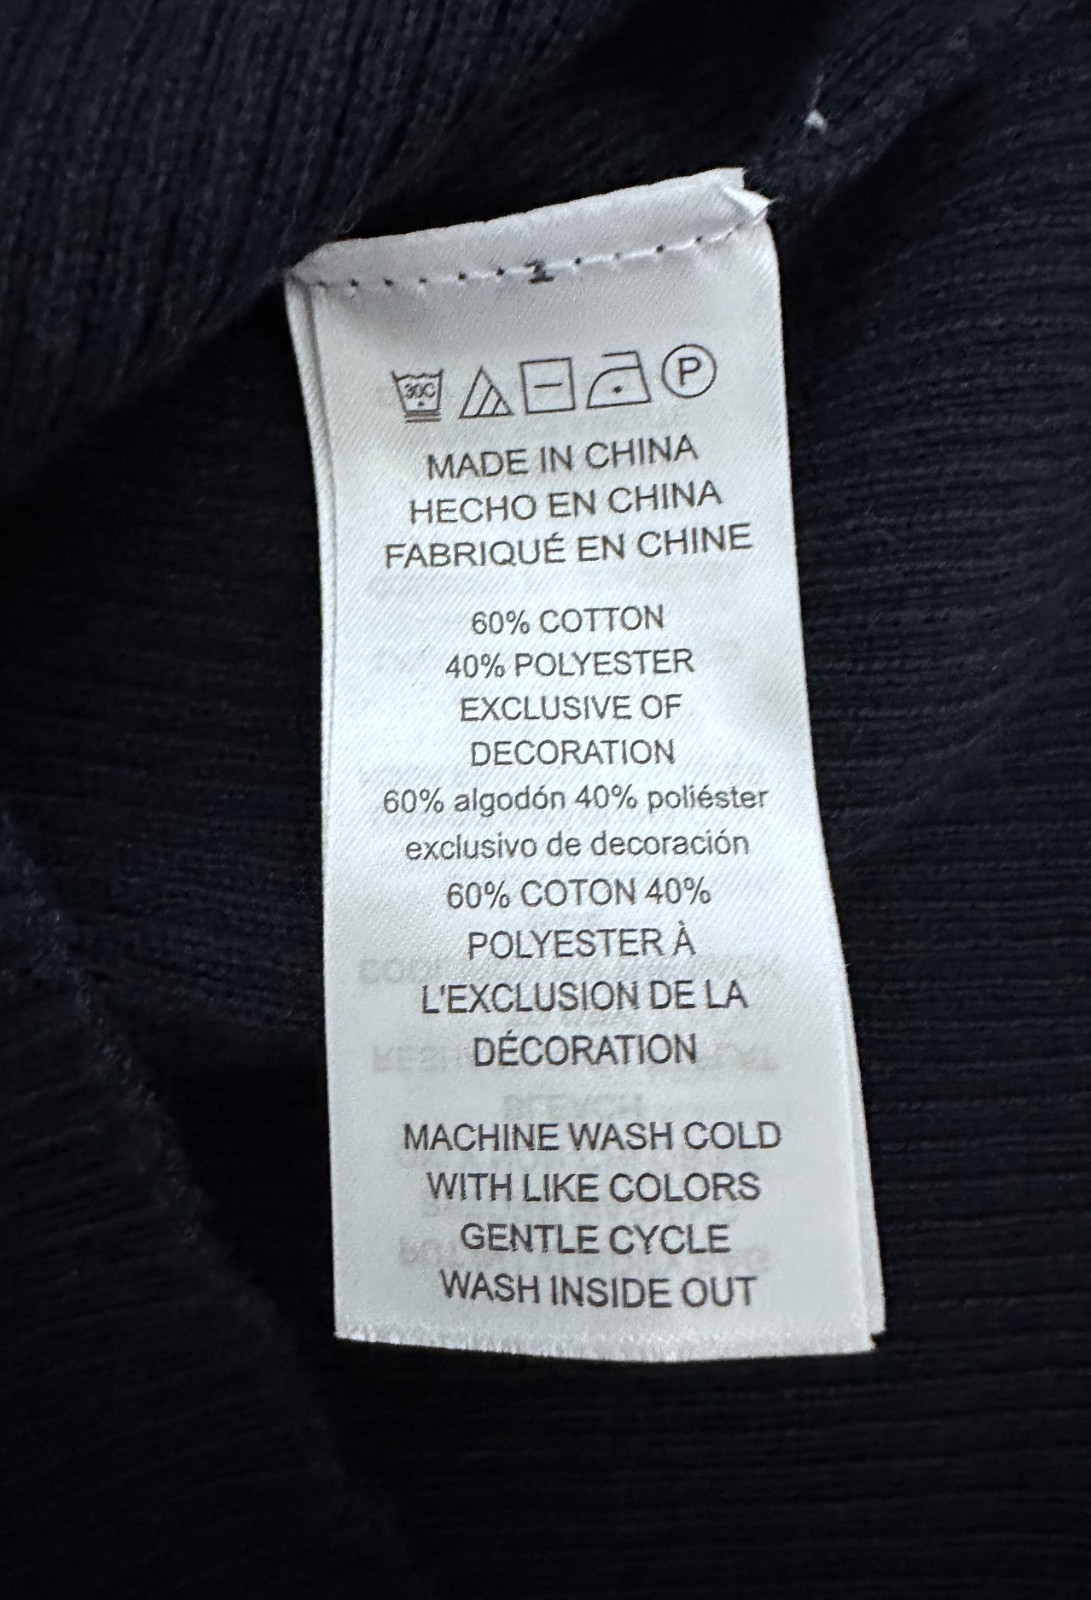 30C
P
MADE IN CHINA
HECHO EN CHINA
FABRIQUÉ EN CHINE
60% COTTON
40% POLYESTER
EXCLUSIVE OF
DECORATION
60% algodón 40% poliéster
exclusivo de decoración
60% COTON 40%
POLYESTER À
L'EXCLUSION DE LA
DÉCORATION
MACHINE WASH COLD
WITH LIKE COLORS
GENTLE CYCLE
WASH INSIDE OUT